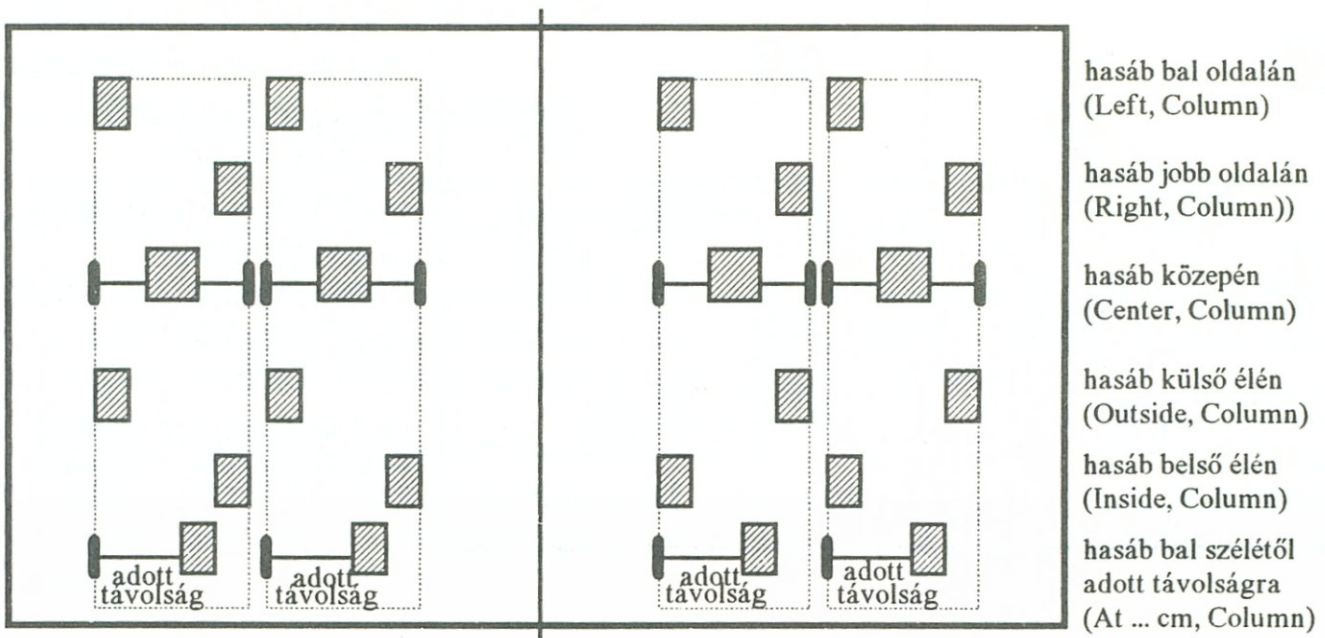 hasáb bal oldalán
(Left, Column)
hasáb jobb oldalán
(Right, Column))
hasáb közepén
(Center, Column)
hasáb külső élén
(Outside, Column)
hasáb belső élén
(Inside, Column)
hasáb bal szélétől
adott távolságra
(At ... cm, Column)
adott
távolság
adott
távolság
adott
távolság
adott
távolság